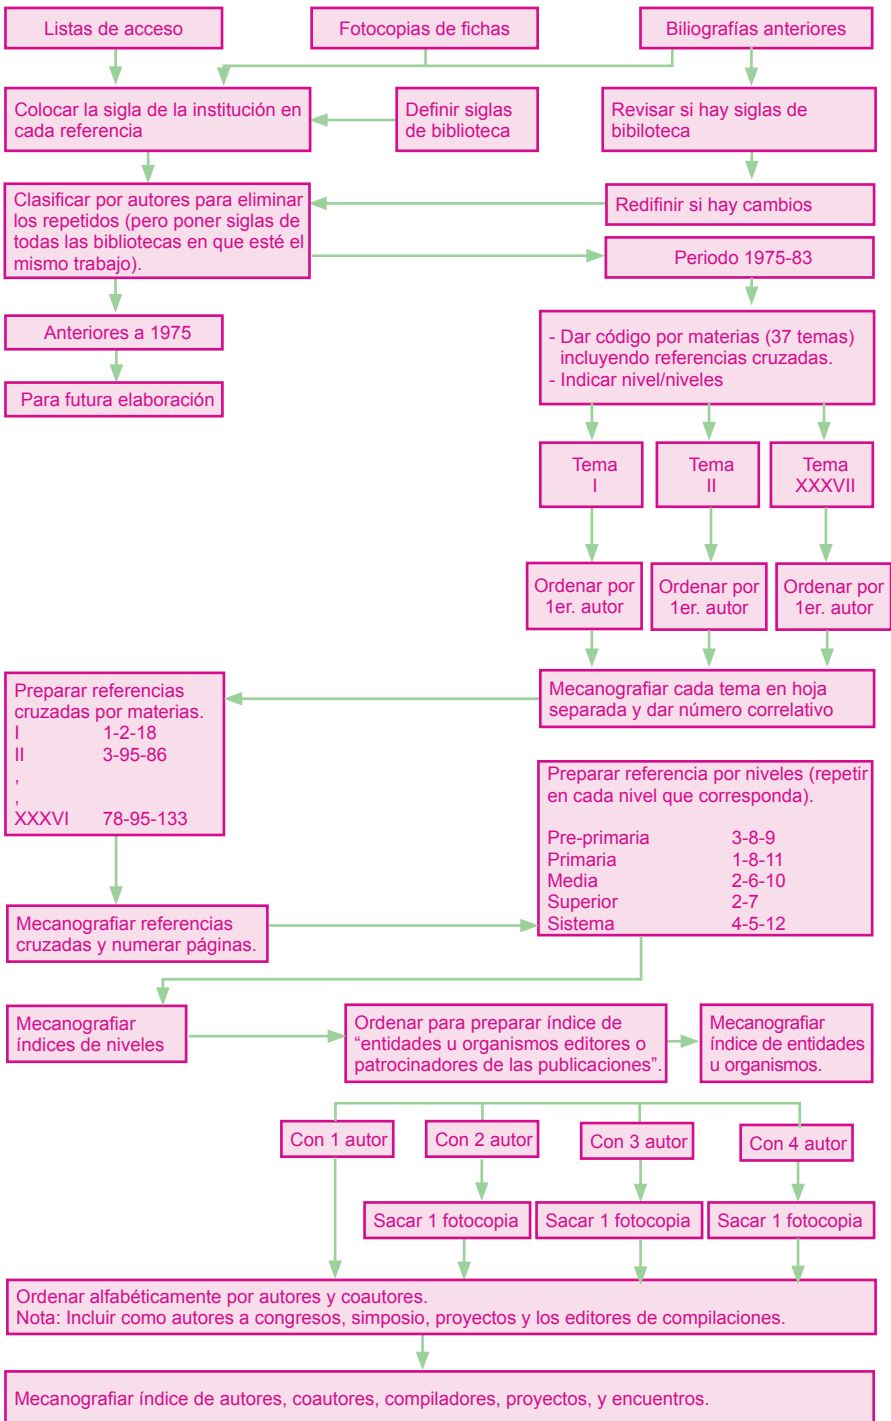 Listas de acceso
Fotocopias de fichas
Biliografías anteriores
Colocar la sigla de la institución en
cada referencia
Definir siglas
de biblioteca
Revisar si hay siglas de
bibiloteca
Clasificar por autores para eliminar
los repetidos (pero poner siglas de
todas las bibliotecas en que esté el
mismo trabajo).
Redifinir si hay cambios
Periodo 1975-83
Anteriores a 1975
Para futura elaboración
- Dar código por materias (37 temas)
incluyendo referencias cruzadas.
- Indicar nivel/niveles
Tema
I
Tema
II
Tema
XXXVII
Ordenar por
1er. autor
Ordenar por
1er. autor
Ordenar por
1er. autor
Mecanografiar cada tema en hoja
separada y dar número correlativo
Preparar referencias
cruzadas por materias.
I 1-2-18
II 3-95-86
,
,
XXXVI 78-95-133
Preparar referencia por niveles (repetir
en cada nivel que corresponda).
Pre-primaria 3-8-9
Primaria 1-8-11
Media 2-6-10
Superior 2-7
Sistema 4-5-12
Mecanografiar referencias
cruzadas y numerar páginas.
Mecanografiar
índices de niveles
Ordenar para preparar índice de
“entidades u organismos editores o
patrocinadores de las publicaciones”.
Mecanografiar
índice de entidades
u organismos.
Con 1 autor
Con 2 autor
Con 3 autor
Con 4 autor
Sacar 1 fotocopia
Sacar 1 fotocopia
Sacar 1 fotocopia
Ordenar alfabéticamente por autores y coautores.
Nota: Incluir como autores a congresos, simposio, proyectos y los editores de compilaciones.
Mecanografiar índice de autores, coautores, compiladores, proyectos, y encuentros.